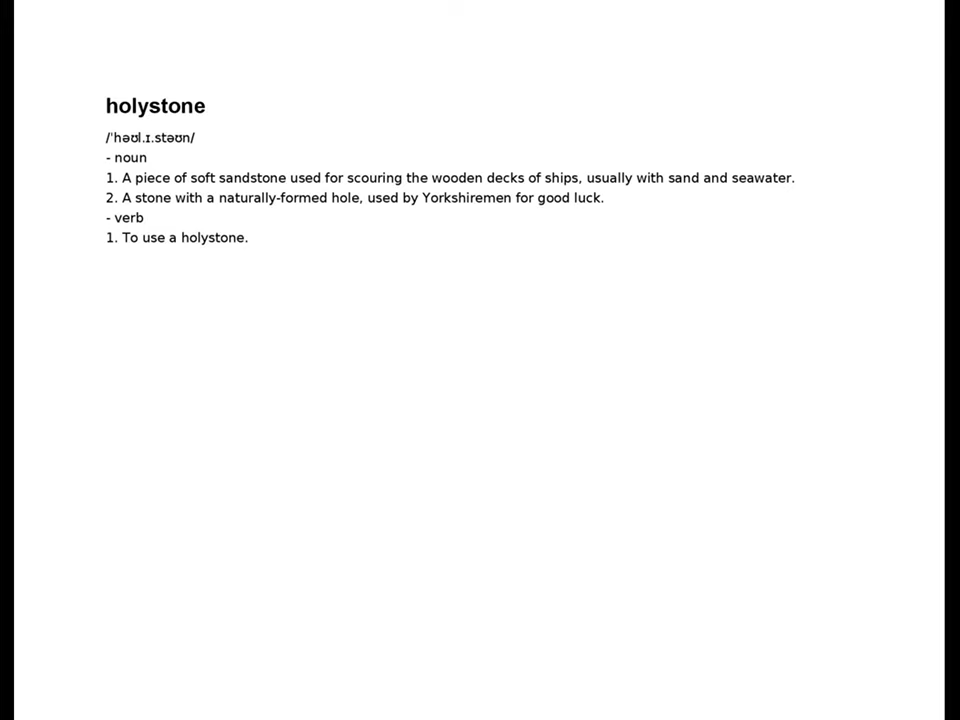 holystone
/ˈhəʊl.ɪ.stəʊn/
- noun
1. A piece of soft sandstone used for scouring the wooden decks of ships, usually with sand and seawater.
2. A stone with a naturally-formed hole, used by Yorkshiremen for good luck.
- verb
1. To use a holystone.